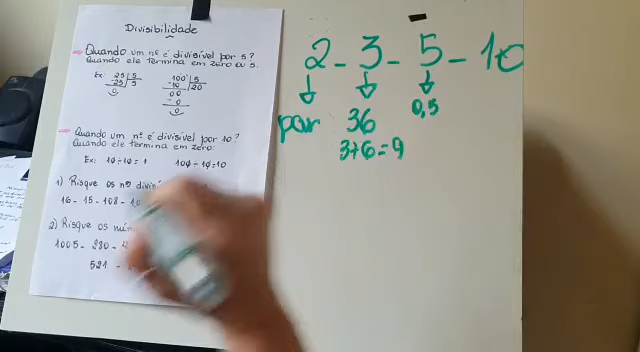 Divisibilidade
Quando um nº é divisível por 5?
Quando ele termina em zero ou 5.
Ex: 25 5 100 5
-25 5 -10 20
0 00
-0
0
Quando um nº é divisível por 10?
Quando ele termina em zero:
Ex: 10 ÷ 10 = 1 100 ÷ 10 = 10
1) Risque os nos
16 - 15 - 108 -
2) Risque os
1005 - 230 -
521 -
2 - 3 - 5 - 10
par 36 0,5
3+6=9